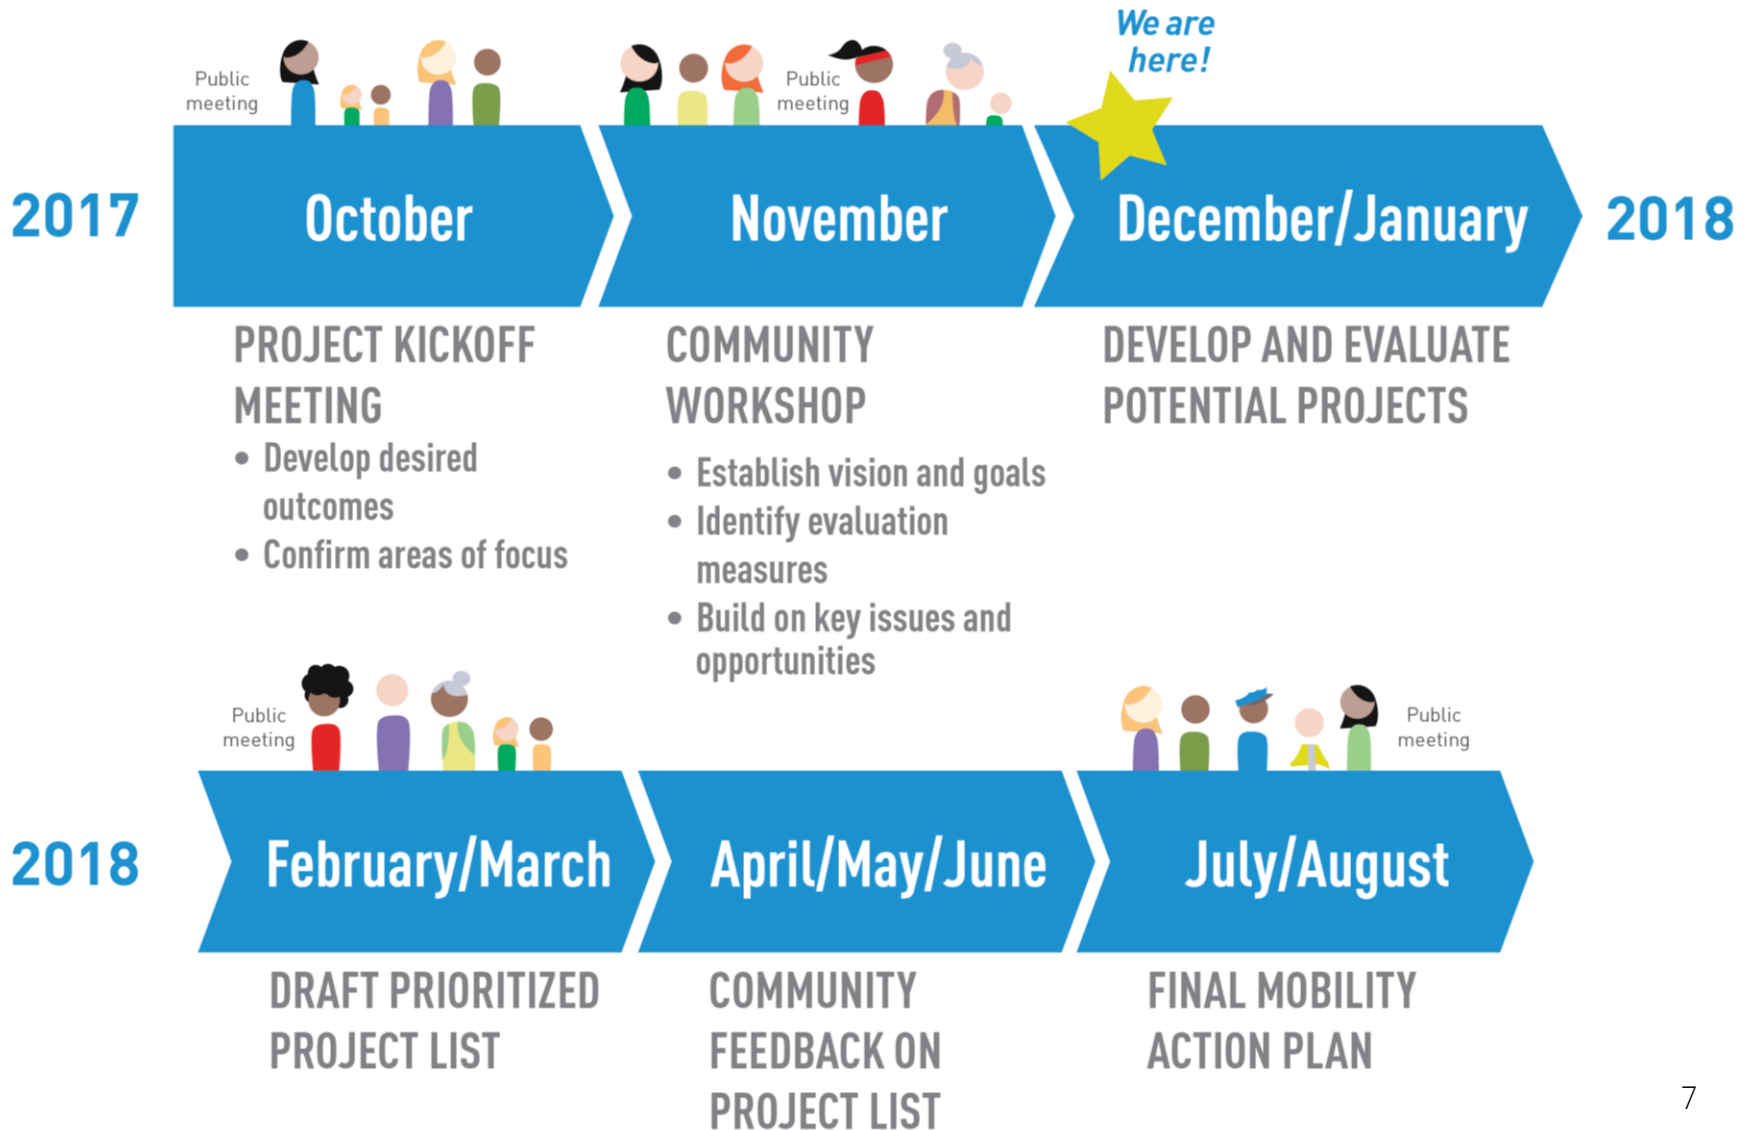 We are
here!
Public
meeting
Public
meeting
2017
October
November
December/January
2018
PROJECT KICKOFF
MEETING
• Develop desired
outcomes
• Confirm areas of focus
COMMUNITY
WORKSHOP
• Establish vision and goals
• Identify evaluation
measures
• Build on key issues and
opportunities
DEVELOP AND EVALUATE
POTENTIAL PROJECTS
Public
meeting
Public
meeting
2018
February/March
April/May/June
July/August
DRAFT PRIORITIZED
PROJECT LIST
COMMUNITY
FEEDBACK ON
PROJECT LIST
FINAL MOBILITY
ACTION PLAN
7